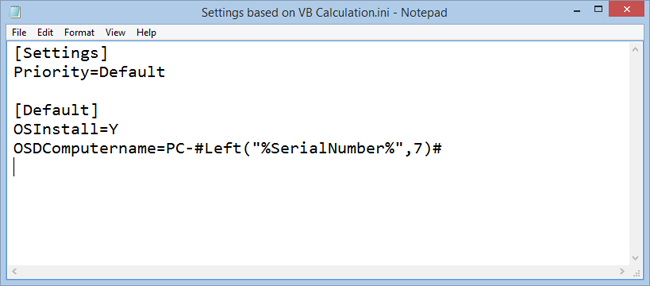 Settings based on VB Calculation.ini - Notepad
File Edit Format View Help
[Settings]
Priority=Default
[Default]
OSInstall=Y
OSDComputername=PC-#Left("%SerialNumber%",7)#